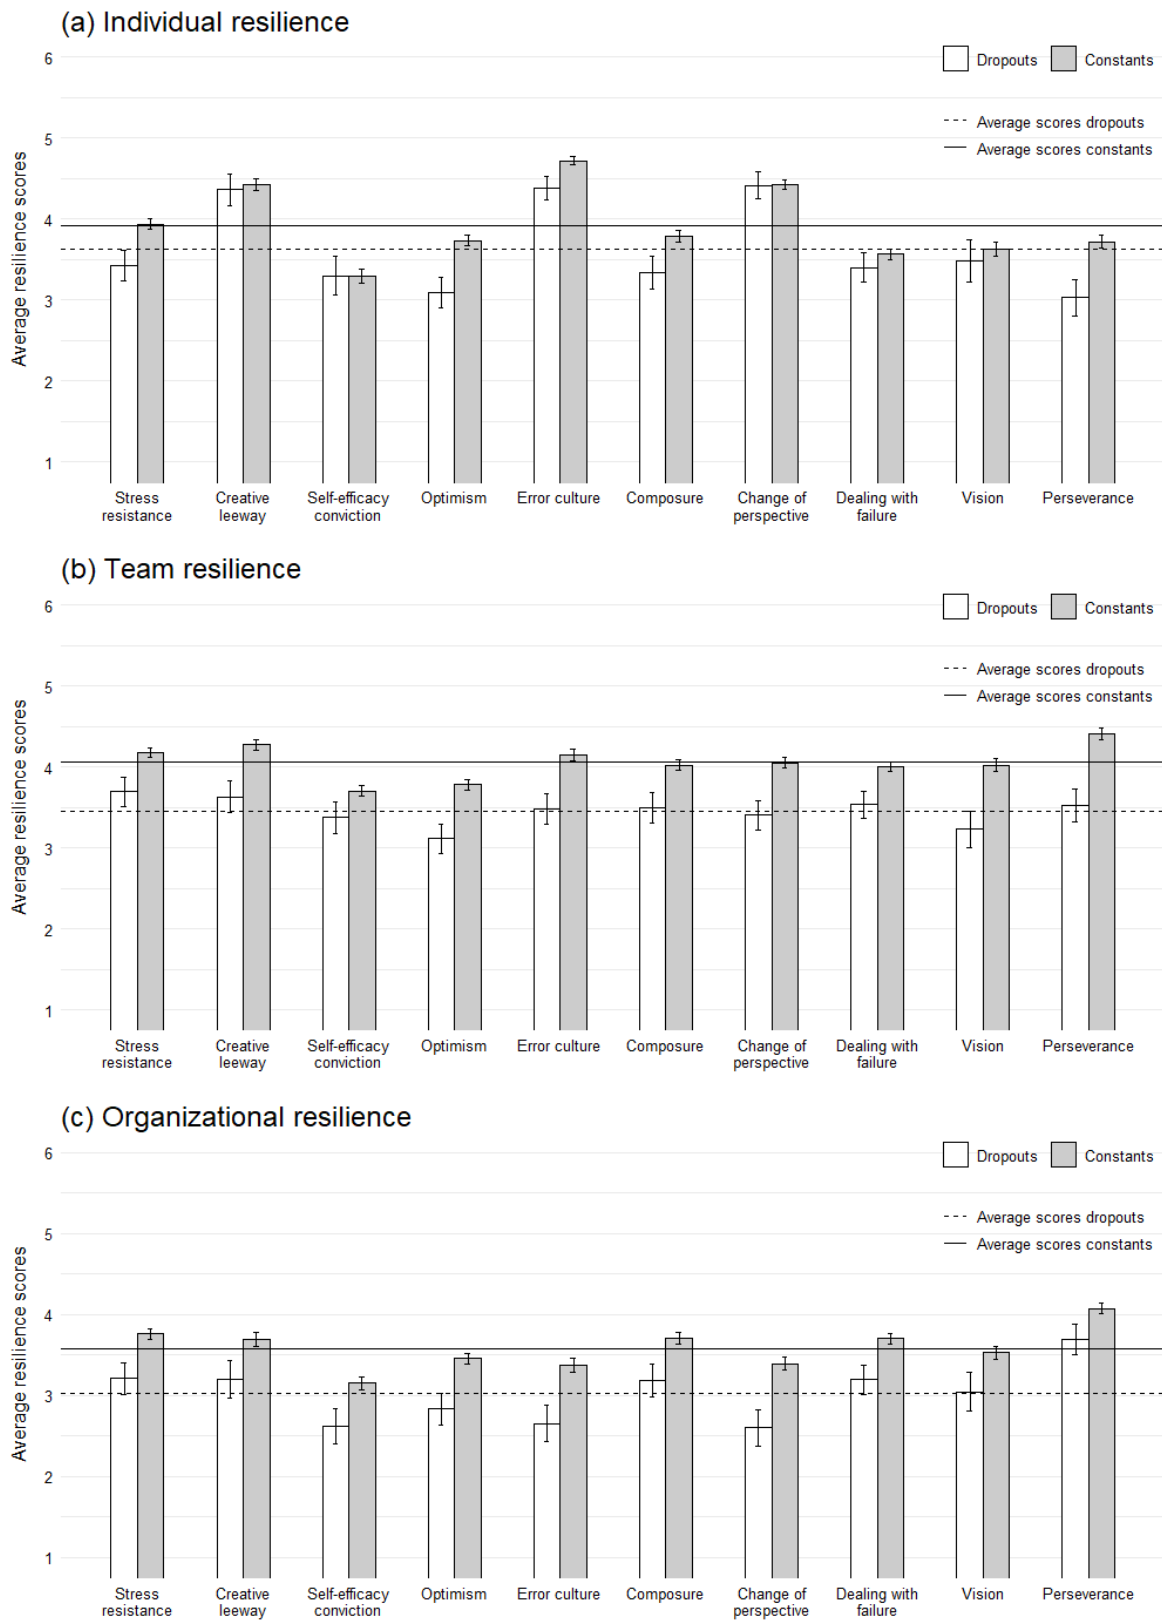 (a) Individual resilience
Dropouts Constants
Average scores dropouts
Average scores constants
Average resilience scores
6
5
4
3
2
1
Stress Creative Self-efficacy Optimism Error culture Composure Change of Dealing with Vision Perseverance
resistance leeway conviction perspective failure
(b) Team resilience
Dropouts Constants
Average scores dropouts
Average scores constants
Average resilience scores
6
5
4
3
2
1
Stress Creative Self-efficacy Optimism Error culture Composure Change of Dealing with Vision Perseverance
resistance leeway conviction perspective failure
(c) Organizational resilience
Dropouts Constants
Average scores dropouts
Average scores constants
Average resilience scores
6
5
4
3
2
1
Stress Creative Self-efficacy Optimism Error culture Composure Change of Dealing with Vision Perseverance
resistance leeway conviction perspective failure